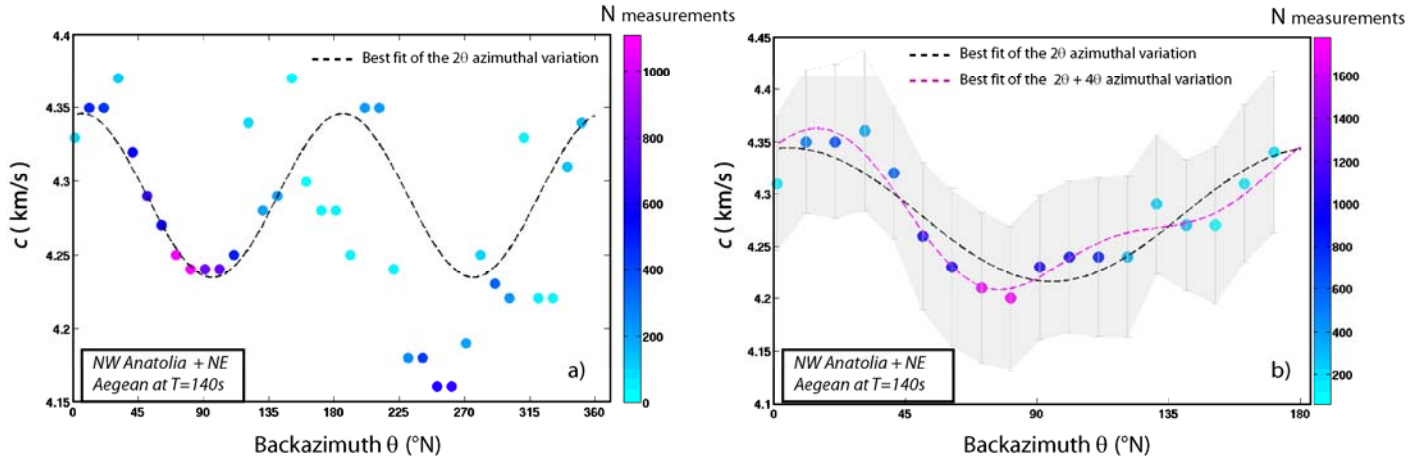 N measurements
4.4
4.35
4.3
4.25
4.2
4.15
c ( km/s)
Best fit of the 2θ azimuthal variation
NW Anatolia + NE
Aegean at T=140s
a)
0 45 90 135 180 225 270 315 360
Backazimuth θ (°N)
1000
800
600
400
200
0
N measurements
4.45
4.4
4.35
4.3
4.25
4.2
4.15
4.1
c ( km/s)
Best fit of the 2θ azimuthal variation
Best fit of the 2θ + 4θ azimuthal variation
NW Anatolia + NE
Aegean at T=140s
b)
0 45 90 135 180
Backazimuth θ (°N)
1600
1400
1200
1000
800
600
400
200